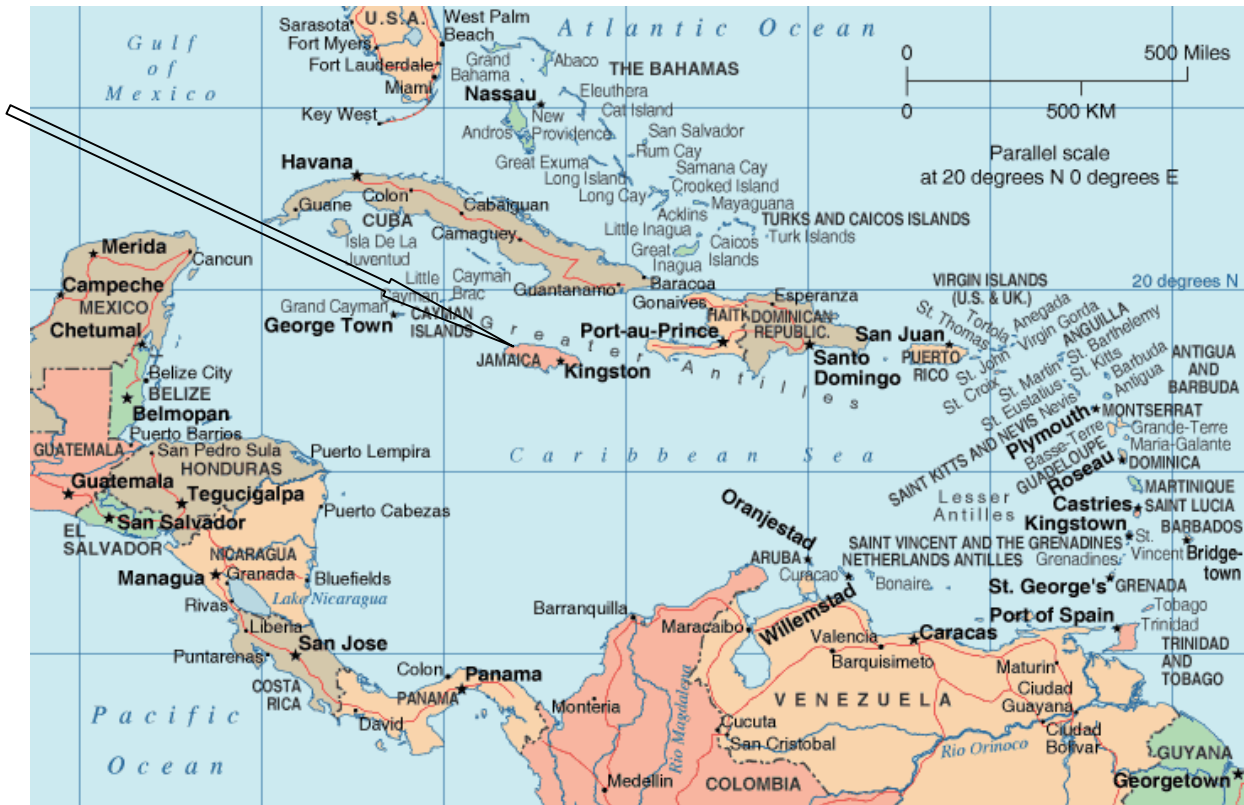 Gulf
of
Mexico
Atlantic Ocean
Sarasota
U.S.A.
West Palm
Beach
Fort Myers
Fort Lauderdale
Miami
Key West
Grand
Bahama
Abaco
THE BAHAMAS
Nassau
Eleuthera
Cat Island
New
Providence
Andros
San Salvador
Rum Cay
Great Exuma
Long Island
Samana Cay
Crooked Island
Long Cay
Mayaguana
Acklins
Little Inagua
TURKS AND CAICOS ISLANDS
Turk Islands
Caicos
Islands
Great
Inagua
0 500 Miles
0 500 KM
Parallel scale
at 20 degrees N 0 degrees E
20 degrees N
Havana
Guane
Colon
CUBA
Cabaiguan
Camaguey
Isla De La
Juventud
Guantanamo
Baracoa
Little
Cayman
Cayman
Brac
Grand Cayman
George Town
CAYMAN
ISLANDS
Greater
Antilles
JAMAICA
Kingston
Gonaives
HAITI
Port-au-Prince
Esperanza
DOMINICAN
REPUBLIC.
Santo
Domingo
San Juan
PUERTO
RICO
VIRGIN ISLANDS
(U.S. & UK.)
St. Thomas
Tortola
Anegada
Virgin Gorda
St. John
St. Croix
ANGUILLA
St. Martin
St. Barthelemy
St. Eustatius
St. Kitts
Nevis
SAINT KITTS AND NEVIS
Barbuda
Antigua
ANTIGUA
AND
BARBUDA
Plymouth
MONTSERRAT
Grande-Terre
Basse-Terre
GUADELOUPE
Maria-Galante
Roseau
DOMINICA
MARTINIQUE
Lesser
Antilles
Castries
SAINT LUCIA
Kingstown
BARBADOS
Bridge-
town
SAINT VINCENT AND THE GRENADINES
St.
Vincent
Grenadines
St. George's
GRENADA
NETHERLANDS ANTILLES
Oranjestad
ARUBA
Curacao
Bonaire
Willemstad
Port of Spain
Tobago
Trinidad
TRINIDAD
AND
TOBAGO
Caribbean Sea
Merida
Cancun
Campeche
MEXICO
Chetumal
Belize City
BELIZE
Belmopan
Puerto Barrios
GUATEMALA
Guatemala
San Pedro Sula
HONDURAS
Puerto Lempira
Tegucigalpa
San Salvador
EL
SALVADOR
Puerto Cabezas
NICARAGUA
Managua
Granada
Bluefields
Lake Nicaragua
Rivas
Liberia
San Jose
Puntarenas
COSTA
RICA
Colon
Panama
PANAMA
David
Pacific
Ocean
Barranquilla
Maracaibo
Monteria
Rio Magdalena
Medellin
COLOMBIA
Cucuta
San Cristobal
Valencia
Caracas
Barquisimeto
VENEZUELA
Maturin
Ciudad
Guayana
Ciudad
Bolivar
Rio Orinoco
GUYANA
Georgetown